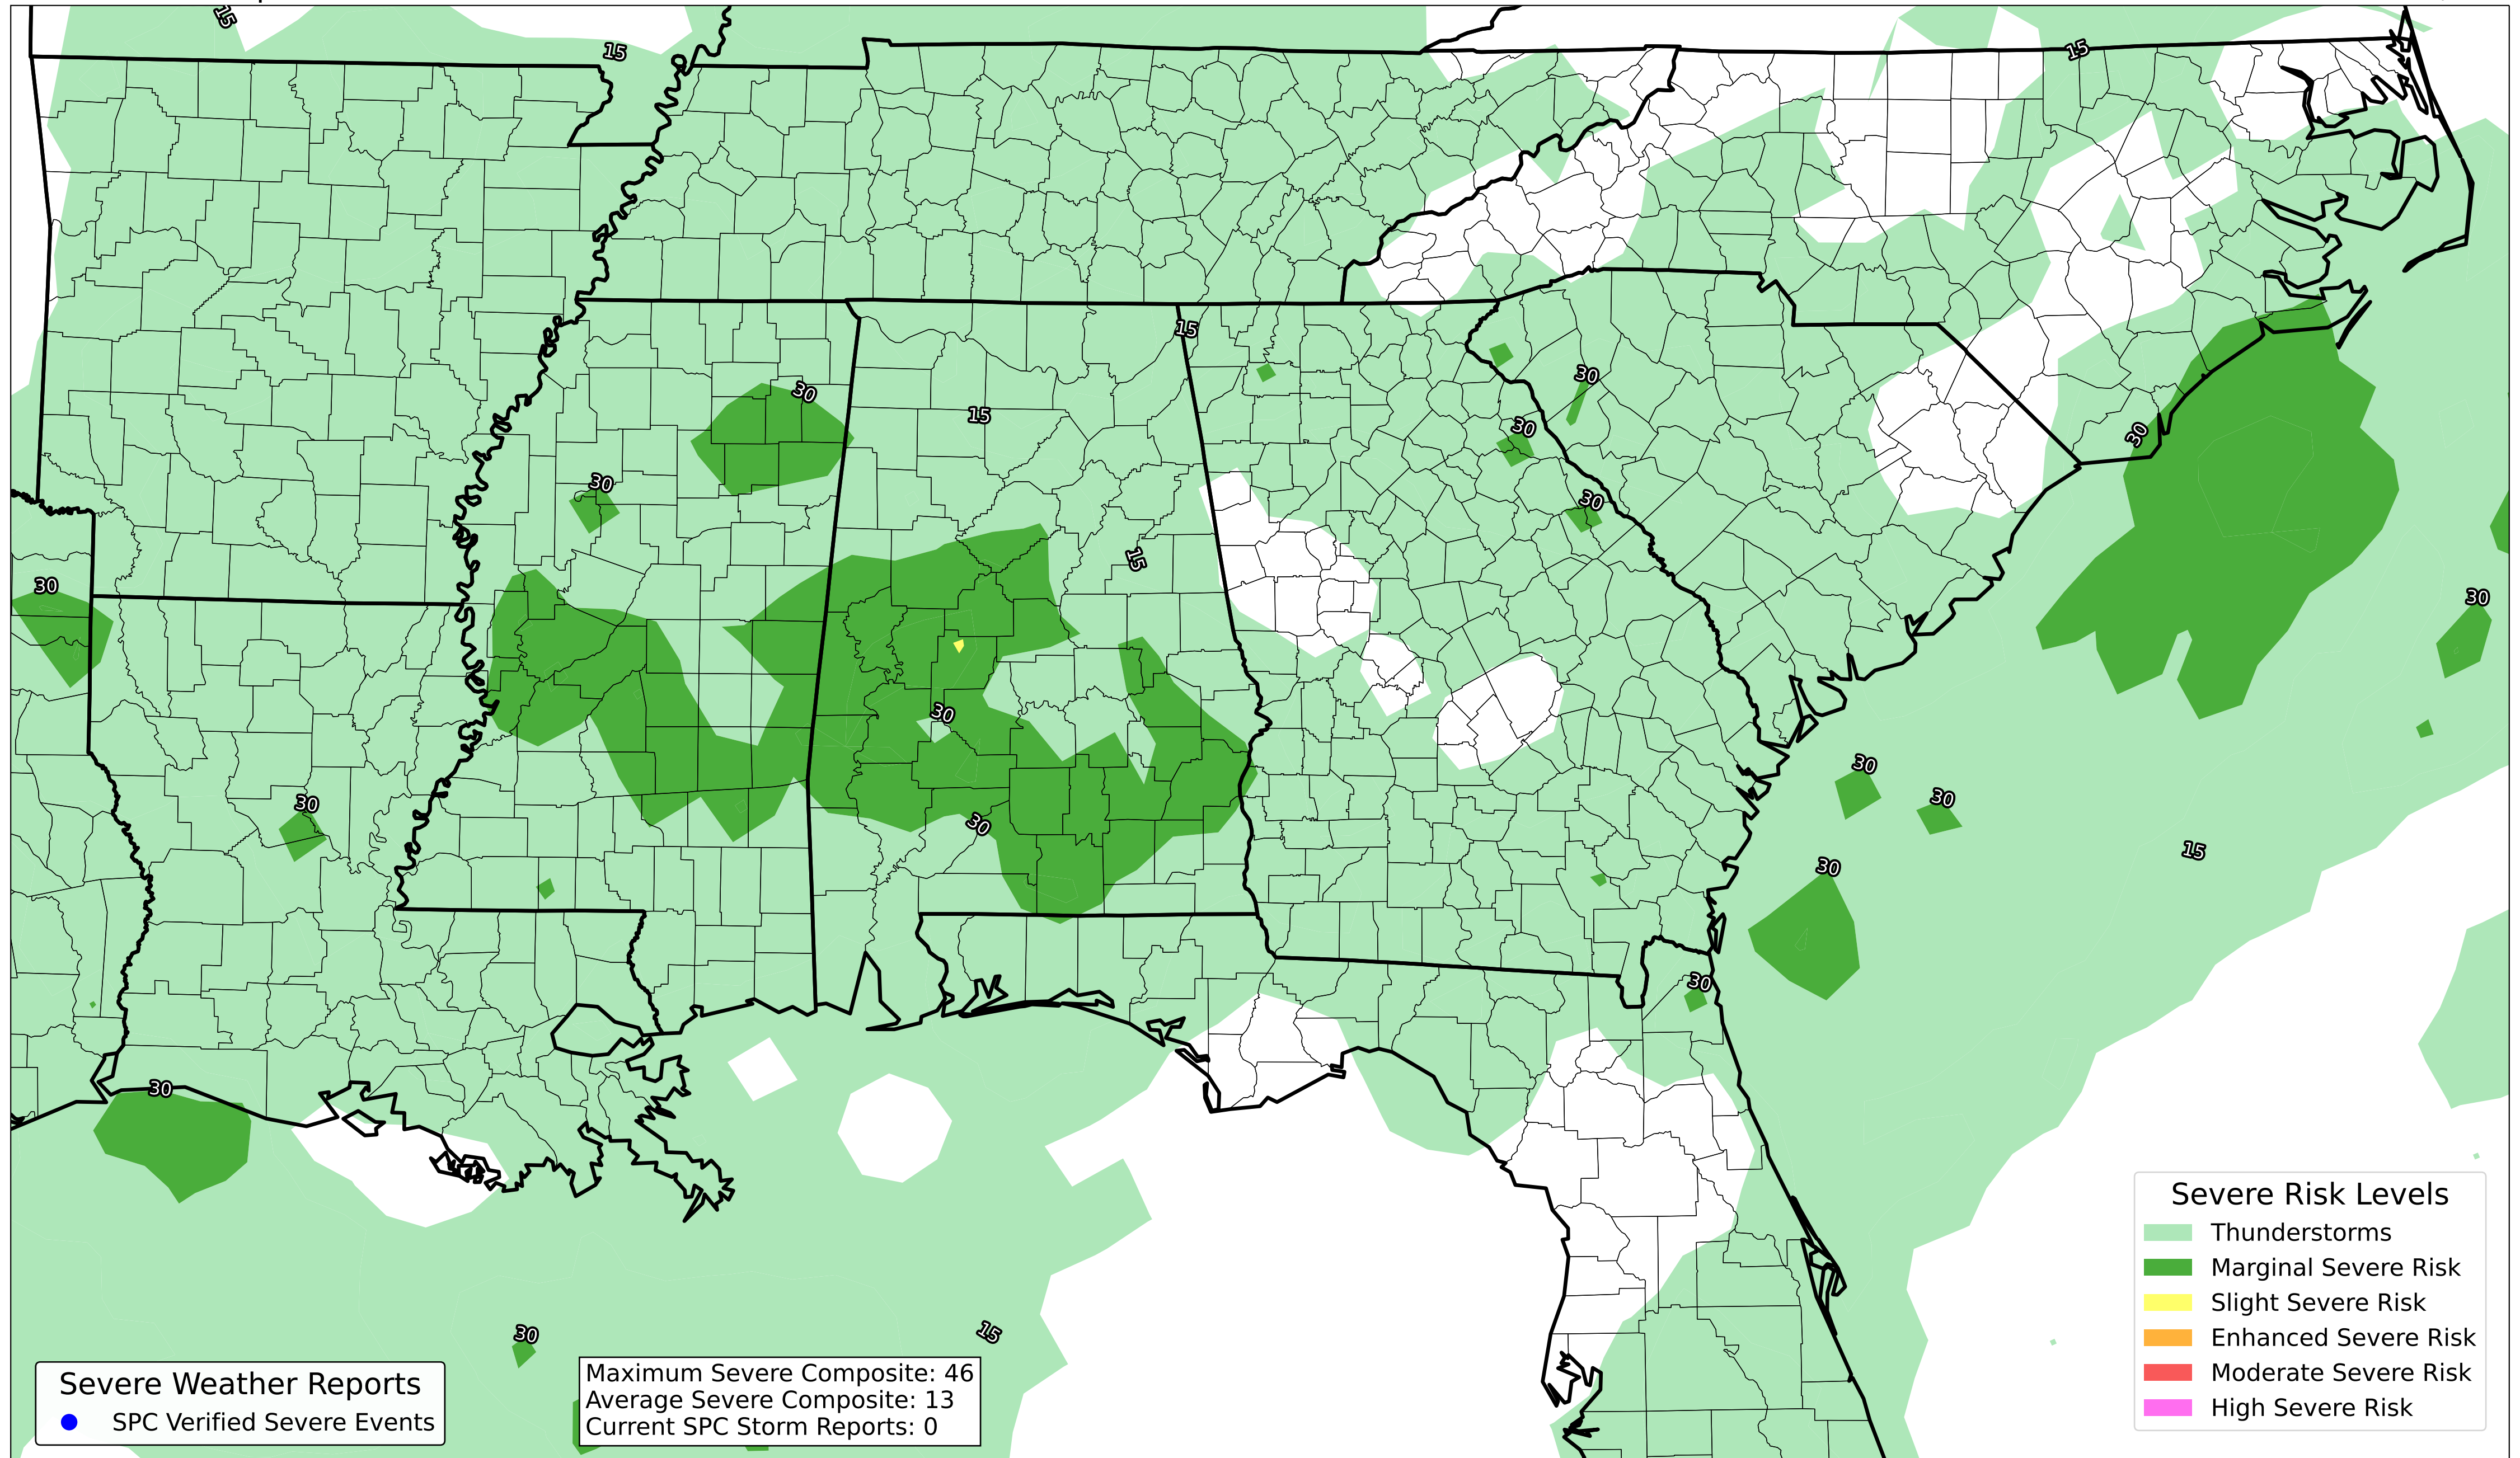 15
15
15
15
30
15
30
30
30
30
30
15
30
30
30
30
30
30
30
30
15
30
30
30
30
15
Severe Risk Levels
Thunderstorms
Marginal Severe Risk
Slight Severe Risk
Enhanced Severe Risk
Moderate Severe Risk
High Severe Risk
Severe Weather Reports
SPC Verified Severe Events
Maximum Severe Composite: 46
Average Severe Composite: 13
Current SPC Storm Reports: 0